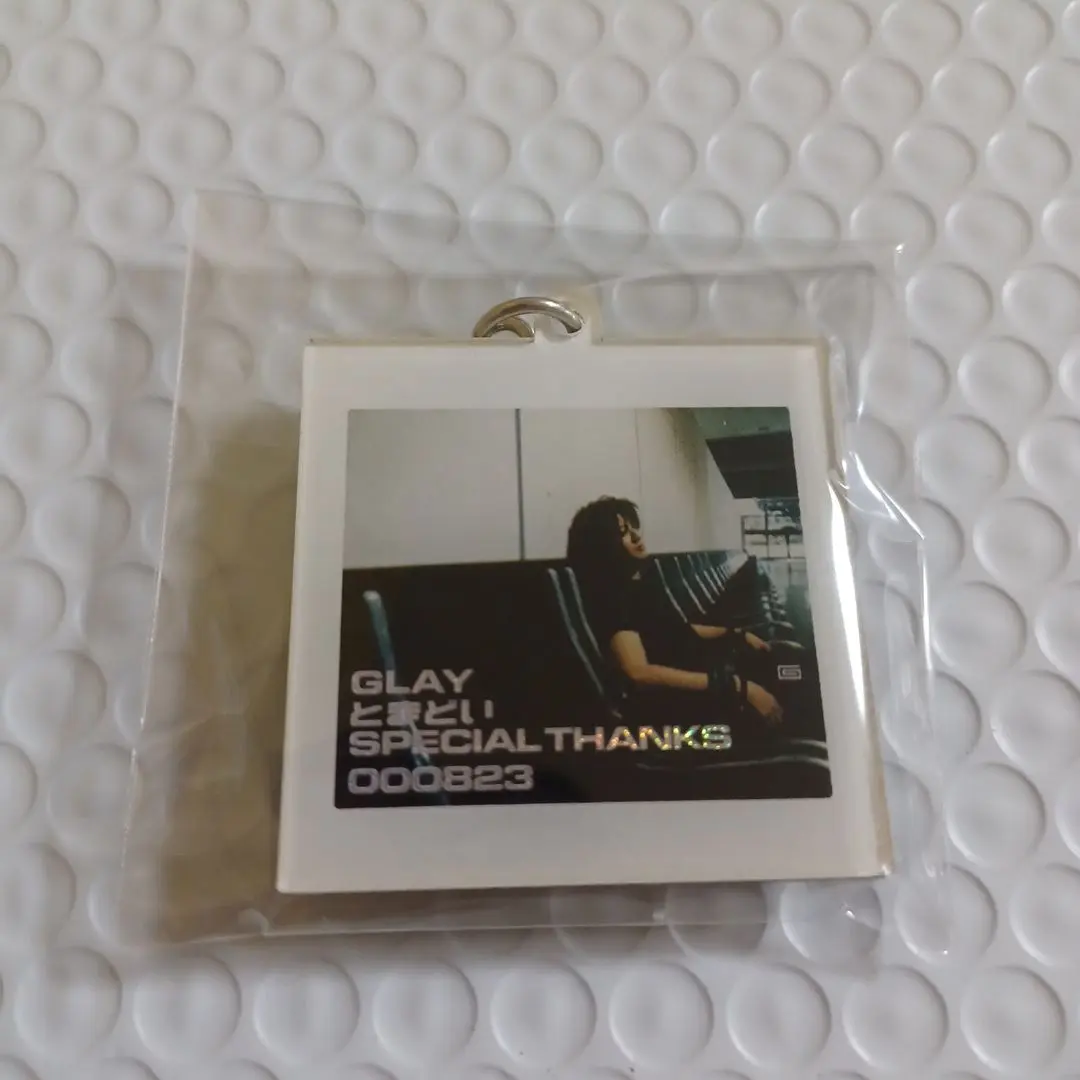 GLAY
とまどい
SPECIAL THANKS
000823
G